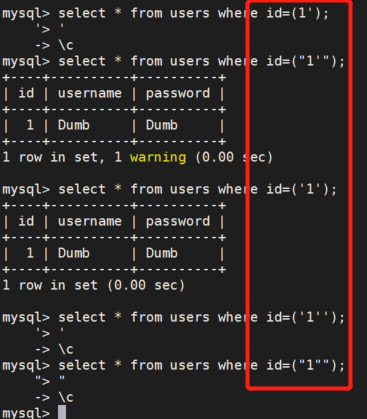 mysql> select * from users where id=(1');
    '> '
    -> \c
mysql> select * from users where id=("1'");
+----+----------+----------+
| id | username | password |
+----+----------+----------+
|  1 | Dumb     | Dumb     |
+----+----------+----------+
1 row in set, 1 warning (0.00 sec)
mysql> select * from users where id=('1');
+----+----------+----------+
| id | username | password |
+----+----------+----------+
|  1 | Dumb     | Dumb     |
+----+----------+----------+
1 row in set (0.00 sec)
mysql> select * from users where id=('1'');
    '> '
    -> \c
mysql> select * from users where id=("1"");
    "> "
    -> \c
mysql>